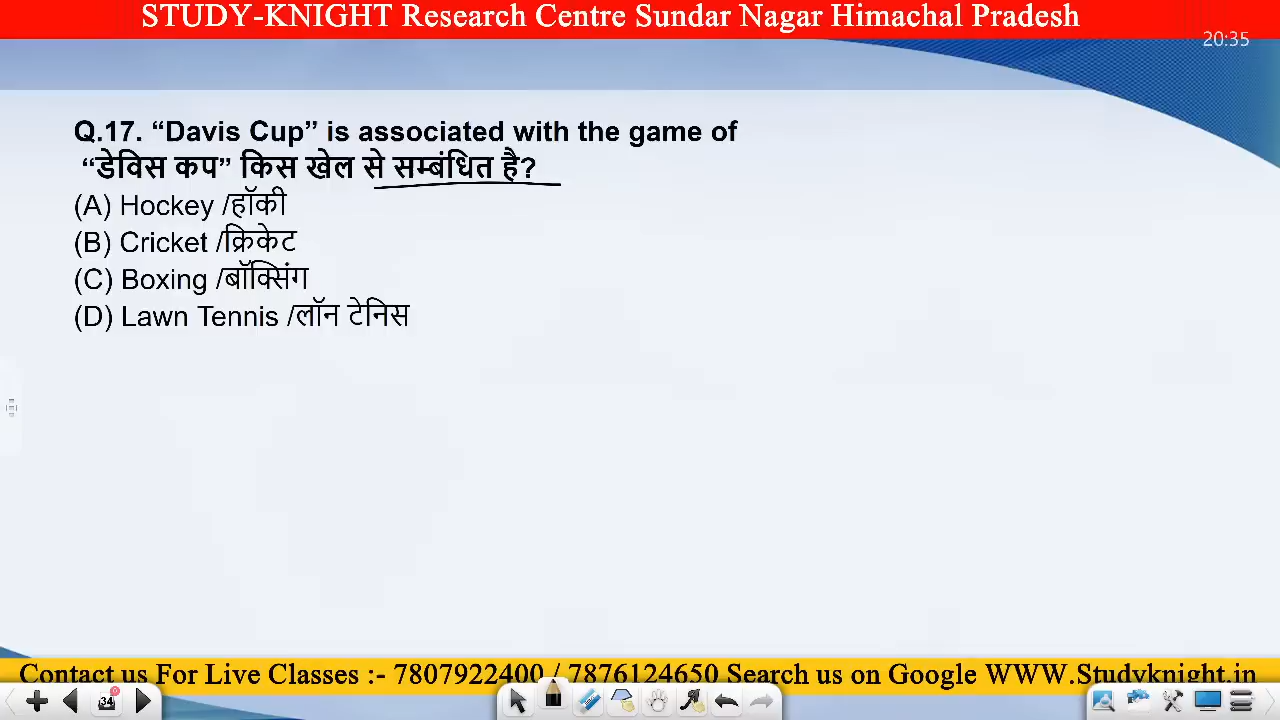 STUDY-KNIGHT Research Centre Sundar Nagar Himachal Pradesh
20:35
Q.17. “Davis Cup” is associated with the game of
“डेविस कप” किस खेल से सम्बंधित है?
(A) Hockey /हॉकी
(B) Cricket /क्रिकेट
(C) Boxing /बॉक्सिंग
(D) Lawn Tennis /लॉन टेनिस
Contact us For Live Classes :- 7807922400 / 7876124650 Search us on Google WWW.Studyknight.in
34